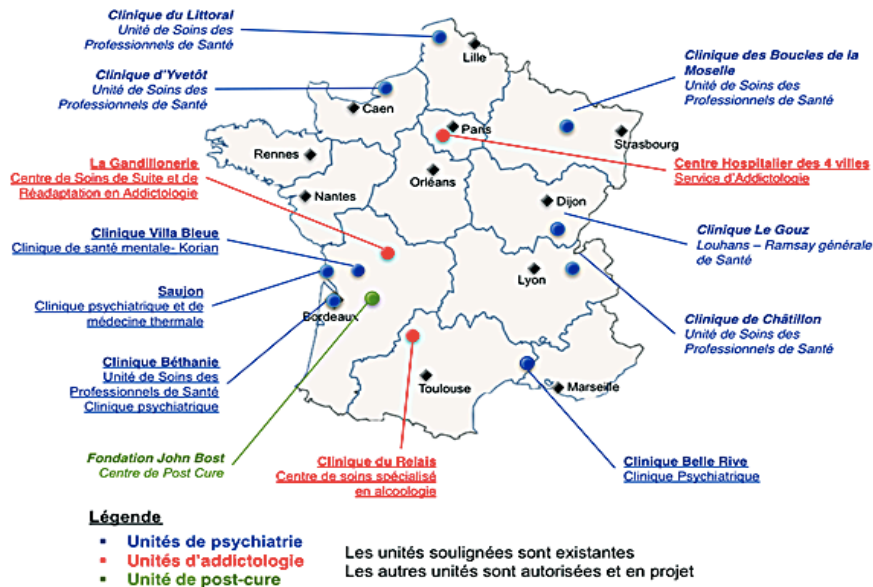 Clinique du Littoral
Unité de Soins des
Professionnels de Santé
Lille
Clinique des Boucles de la
Moselle
Unité de Soins des
Professionnels de Santé
Clinique d'Yvetôt
Unité de Soins des
Professionnels de Santé
Caen
Paris
Strasbourg
Rennes
La Gandillonerie
Centre de Soins de Suite et de
Réadaptation en Addictologie
Centre Hospitalier des 4 villes
Service d'Addictologie
Orléans
Nantes
Dijon
Clinique Villa Bleue
Clinique de santé mentale- Korian
Clinique Le Gouz
Louhans – Ramsay générale
de Santé
Saujon
Clinique psychiatrique et de
médecine thermale
Lyon
Bordeaux
Clinique de Châtillon
Unité de Soins des
Professionnels de Santé
Clinique Béthanie
Unité de Soins des
Professionnels de Santé
Clinique psychiatrique
Toulouse
Marseille
Fondation John Bost
Centre de Post Cure
Clinique du Relais
Centre de soins spécialisé
en alcoologie
Clinique Belle Rive
Clinique Psychiatrique
Légende
Unités de psychiatrie
Unités d'addictologie
Unité de post-cure
Les unités soulignées sont existantes
Les autres unités sont autorisées et en projet